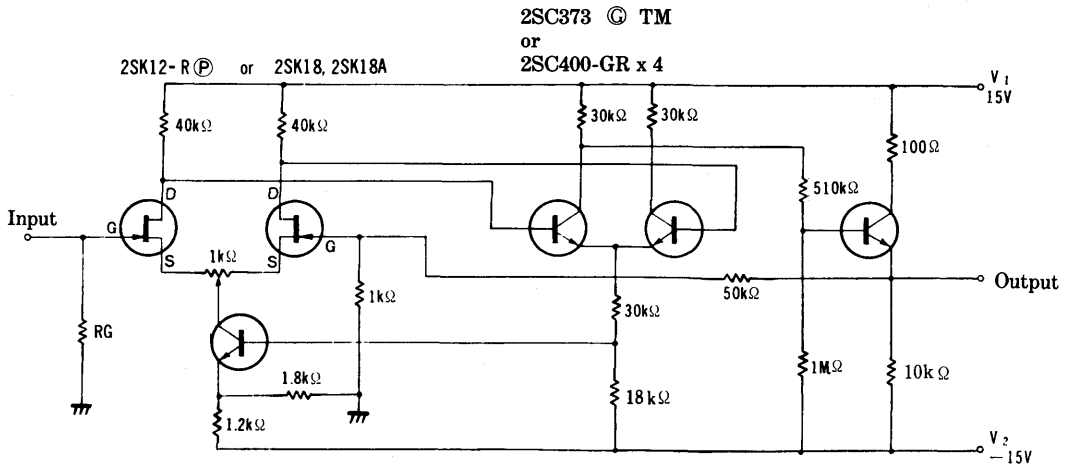 2SC373 Ⓖ TM
or
2SC400-GR x 4
2SK12-R Ⓟ or 2SK18, 2SK18A
V1
15V
40kΩ
40kΩ
30kΩ
30kΩ
100Ω
510kΩ
D
D
Input
G
G
S
S
1kΩ
1kΩ
50kΩ
Output
RG
30kΩ
1.8kΩ
18kΩ
1MΩ
10kΩ
1.2kΩ
V2
−15V